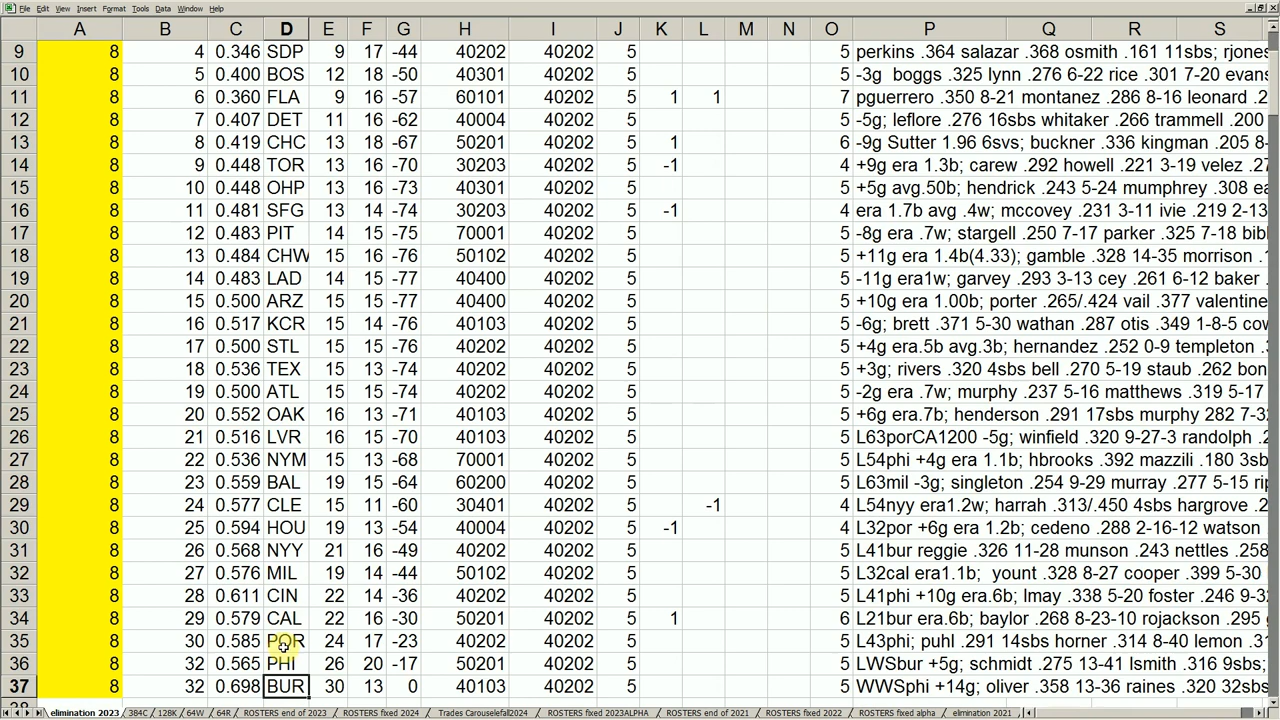 File Edit View Insert Format Tools Data Window Help
A B C D E F G H I J K L M N O P Q R S
9 8 4 0.346 SDP 9 17 -44 40202 40202 5 5 perkins .364 salazar .368 osmith .161 11sbs; rjones
10 8 5 0.400 BOS 12 18 -50 40301 40202 5 5 -3g boggs .325 lynn .276 6-22 rice .301 7-20 evans
11 8 6 0.360 FLA 9 16 -57 60101 40202 5 1 1 7 pguerrero .350 8-21 montanez .286 8-16 leonard .2
12 8 7 0.407 DET 11 16 -62 40004 40202 5 5 -5g; leflore .276 16sbs whitaker .266 trammell .200
13 8 8 0.419 CHC 13 18 -67 50201 40202 5 1 6 -9g Sutter 1.96 6svs; buckner .336 kingman .205 8-
14 8 9 0.448 TOR 13 16 -70 30203 40202 5 -1 4 +9g era 1.3b; carew .292 howell .221 3-19 velez .27
15 8 10 0.448 OHP 13 16 -73 40301 40202 5 5 +5g avg.50b; hendrick .243 5-24 mumphrey .308 ea
16 8 11 0.481 SFG 13 14 -74 30203 40202 5 -1 4 era 1.7b avg .4w; mccovey .231 3-11 ivie .219 2-13
17 8 12 0.483 PIT 14 15 -75 70001 40202 5 5 -8g era .7w; stargell .250 7-17 parker .325 7-18 bibl
18 8 13 0.484 CHW 15 16 -76 50102 40202 5 5 +11g era 1.4b(4.33); gamble .328 14-35 morrison .
19 8 14 0.483 LAD 14 15 -77 40400 40202 5 5 -11g era1w; garvey .293 3-13 cey .261 6-12 baker .
20 8 15 0.500 ARZ 15 15 -77 40400 40202 5 5 +10g era 1.00b; porter .265/.424 vail .377 valentine
21 8 16 0.517 KCR 15 14 -76 40103 40202 5 5 -6g; brett .371 5-30 wathan .287 otis .349 1-8-5 cow
22 8 17 0.500 STL 15 15 -76 40202 40202 5 5 +4g era.5b avg.3b; hernandez .252 0-9 templeton .3
23 8 18 0.536 TEX 15 13 -76 40202 40202 5 5 +3g; rivers .320 4sbs bell .270 5-19 staub .262 bon
24 8 19 0.500 ATL 15 15 -74 40202 40202 5 5 -2g era .7w; murphy .237 5-16 matthews .319 5-17
25 8 20 0.552 OAK 16 13 -71 40103 40202 5 5 +6g era.7b; henderson .291 17sbs murphy 282 7-32
26 8 21 0.516 LVR 16 15 -70 40103 40202 5 5 L63porCA1200 -5g; winfield .320 9-27-3 randolph .2
27 8 22 0.536 NYM 15 13 -68 70001 40202 5 5 L54phi +4g era 1.1b; hbrooks .392 mazzili .180 3sb
28 8 23 0.559 BAL 19 15 -64 60200 40202 5 5 L63mil -3g; singleton .254 9-29 murray .277 5-15 rip
29 8 24 0.577 CLE 15 11 -60 30401 40202 5 -1 4 L54nyy era1.2w; harrah .313/.450 4sbs hargrove .2
30 8 25 0.594 HOU 19 13 -54 40004 40202 5 -1 4 L32por +6g era 1.2b; cedeno .288 2-16-12 watson
31 8 26 0.568 NYY 21 16 -49 40202 40202 5 5 L41bur reggie .326 11-28 munson .243 nettles .258
32 8 27 0.576 MIL 19 14 -44 50102 40202 5 5 L32cal era1.1b; yount .328 8-27 cooper .399 5-30
33 8 28 0.611 CIN 22 14 -36 40202 40202 5 5 L41phi +10g era.6b; lmay .338 5-20 foster .246 9-3
34 8 29 0.579 CAL 22 16 -30 50201 40202 5 1 6 L21bur era.6b; baylor .268 8-23-10 rojackson .295
35 8 30 0.585 POR 24 17 -23 40202 40202 5 5 L43phi; puhl .291 14sbs horner .314 8-40 lemon .31
36 8 32 0.565 PHI 26 20 -17 50201 40202 5 5 LWSbur +5g; schmidt .275 13-41 lsmith .316 9sbs;
37 8 32 0.698 BUR 30 13 0 40103 40202 5 5 WWSphi +14g; oliver .358 13-36 raines .320 32sbs
elimination 2023 384C 128K 64W 64R ROSTERS end of 2023 ROSTERS fixed 2024 Trades Carouselefall2024 ROSTERS fixed 2023ALPHA ROSTERS end of 2021 ROSTERS fixed 2022 ROSTERS fixed alpha elimination 2021